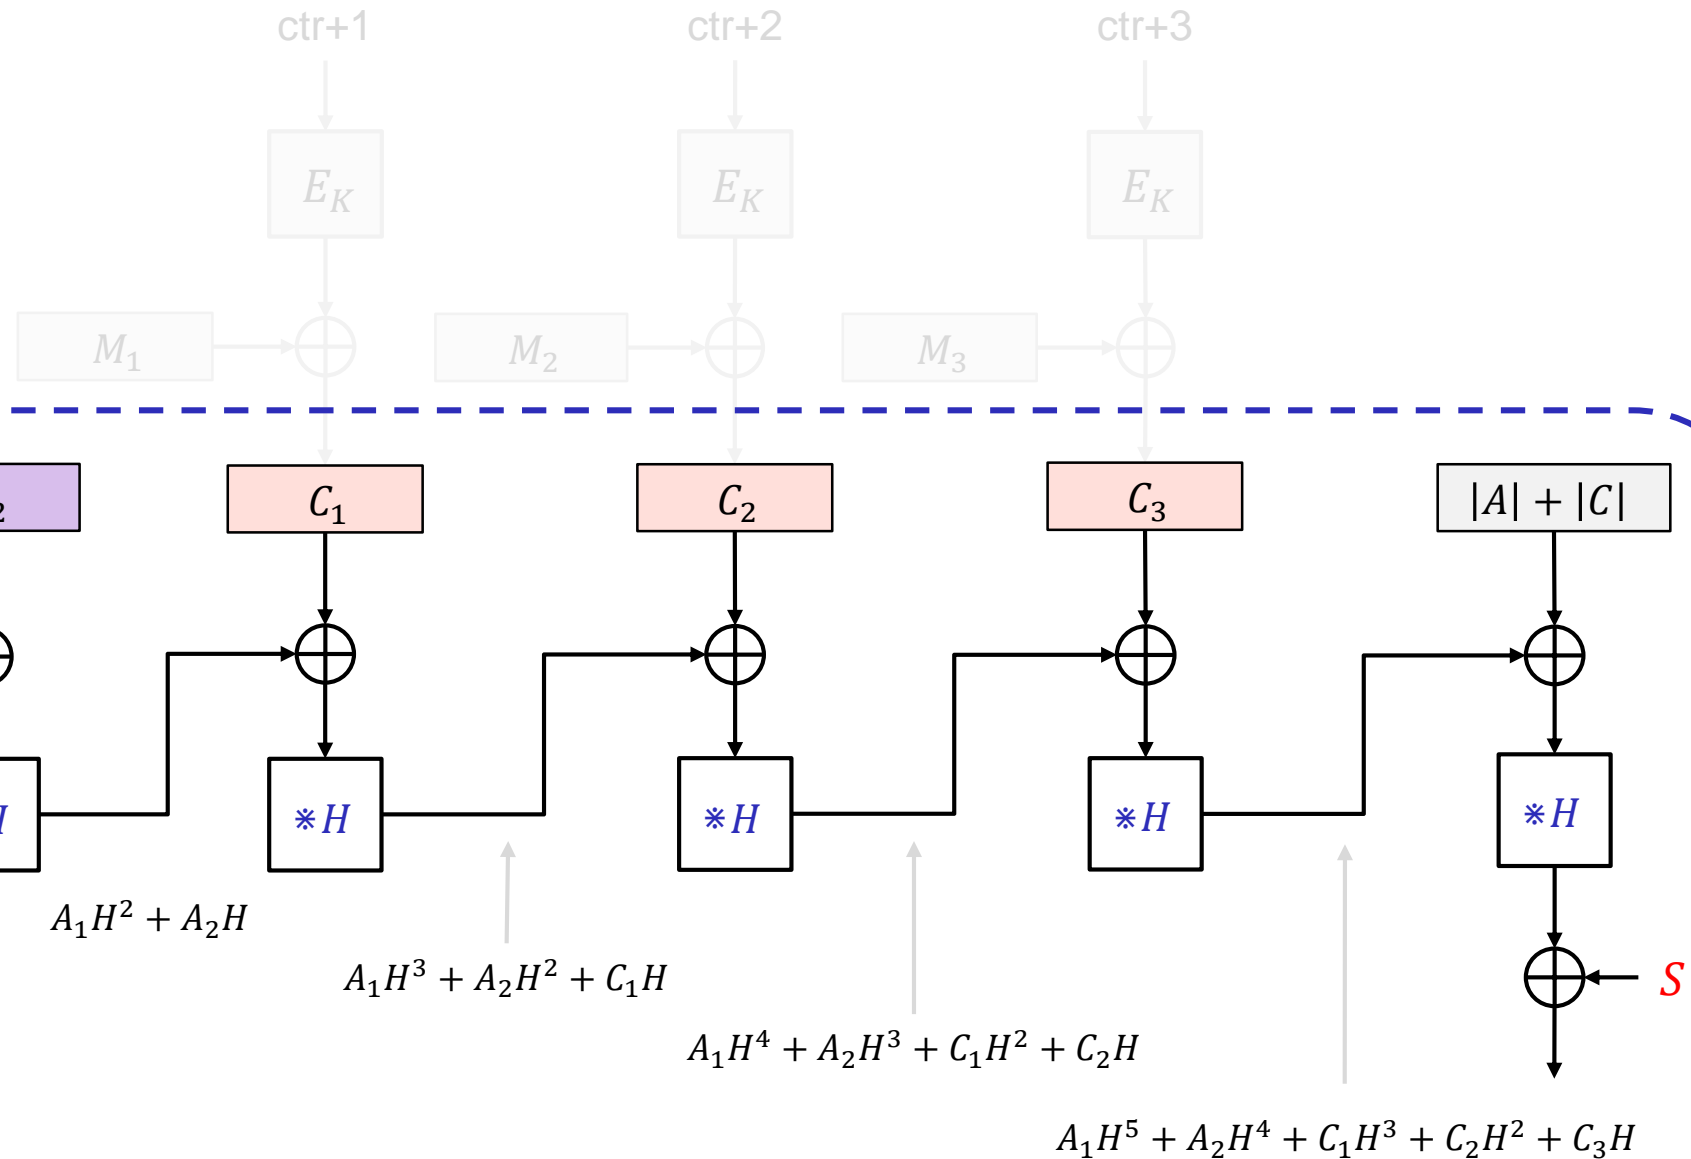 ctr+1 ctr+2 ctr+3
E_K E_K E_K
M_1 M_2 M_3
C_1 C_2 C_3 |A| + |C|
⋇H ⋇H ⋇H ⋇H
A_1H^2 + A_2H
A_1H^3 + A_2H^2 + C_1H
S
A_1H^4 + A_2H^3 + C_1H^2 + C_2H
A_1H^5 + A_2H^4 + C_1H^3 + C_2H^2 + C_3H